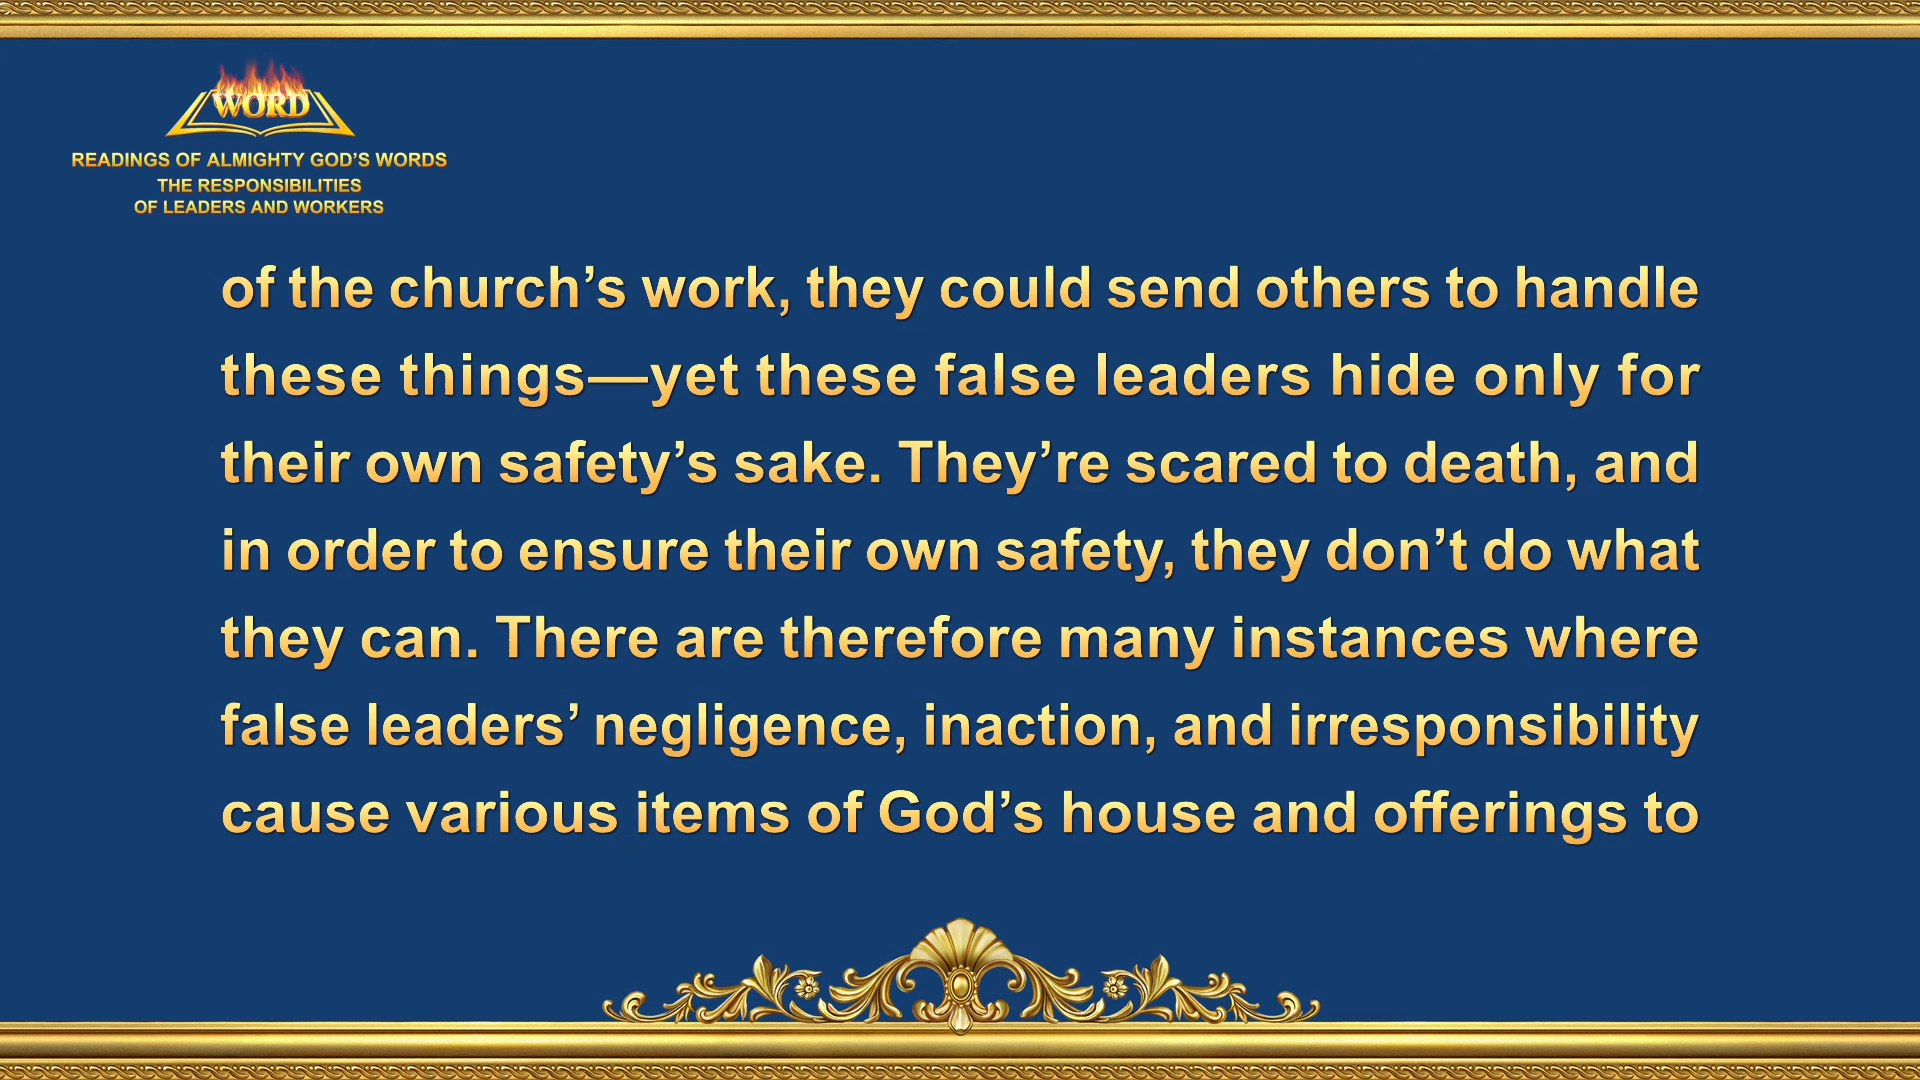 WORD
READINGS OF ALMIGHTY GOD’S WORDS
THE RESPONSIBILITIES
OF LEADERS AND WORKERS
of the church’s work, they could send others to handle
these things—yet these false leaders hide only for
their own safety’s sake. They’re scared to death, and
in order to ensure their own safety, they don’t do what
they can. There are therefore many instances where
false leaders’ negligence, inaction, and irresponsibility
cause various items of God’s house and offerings to